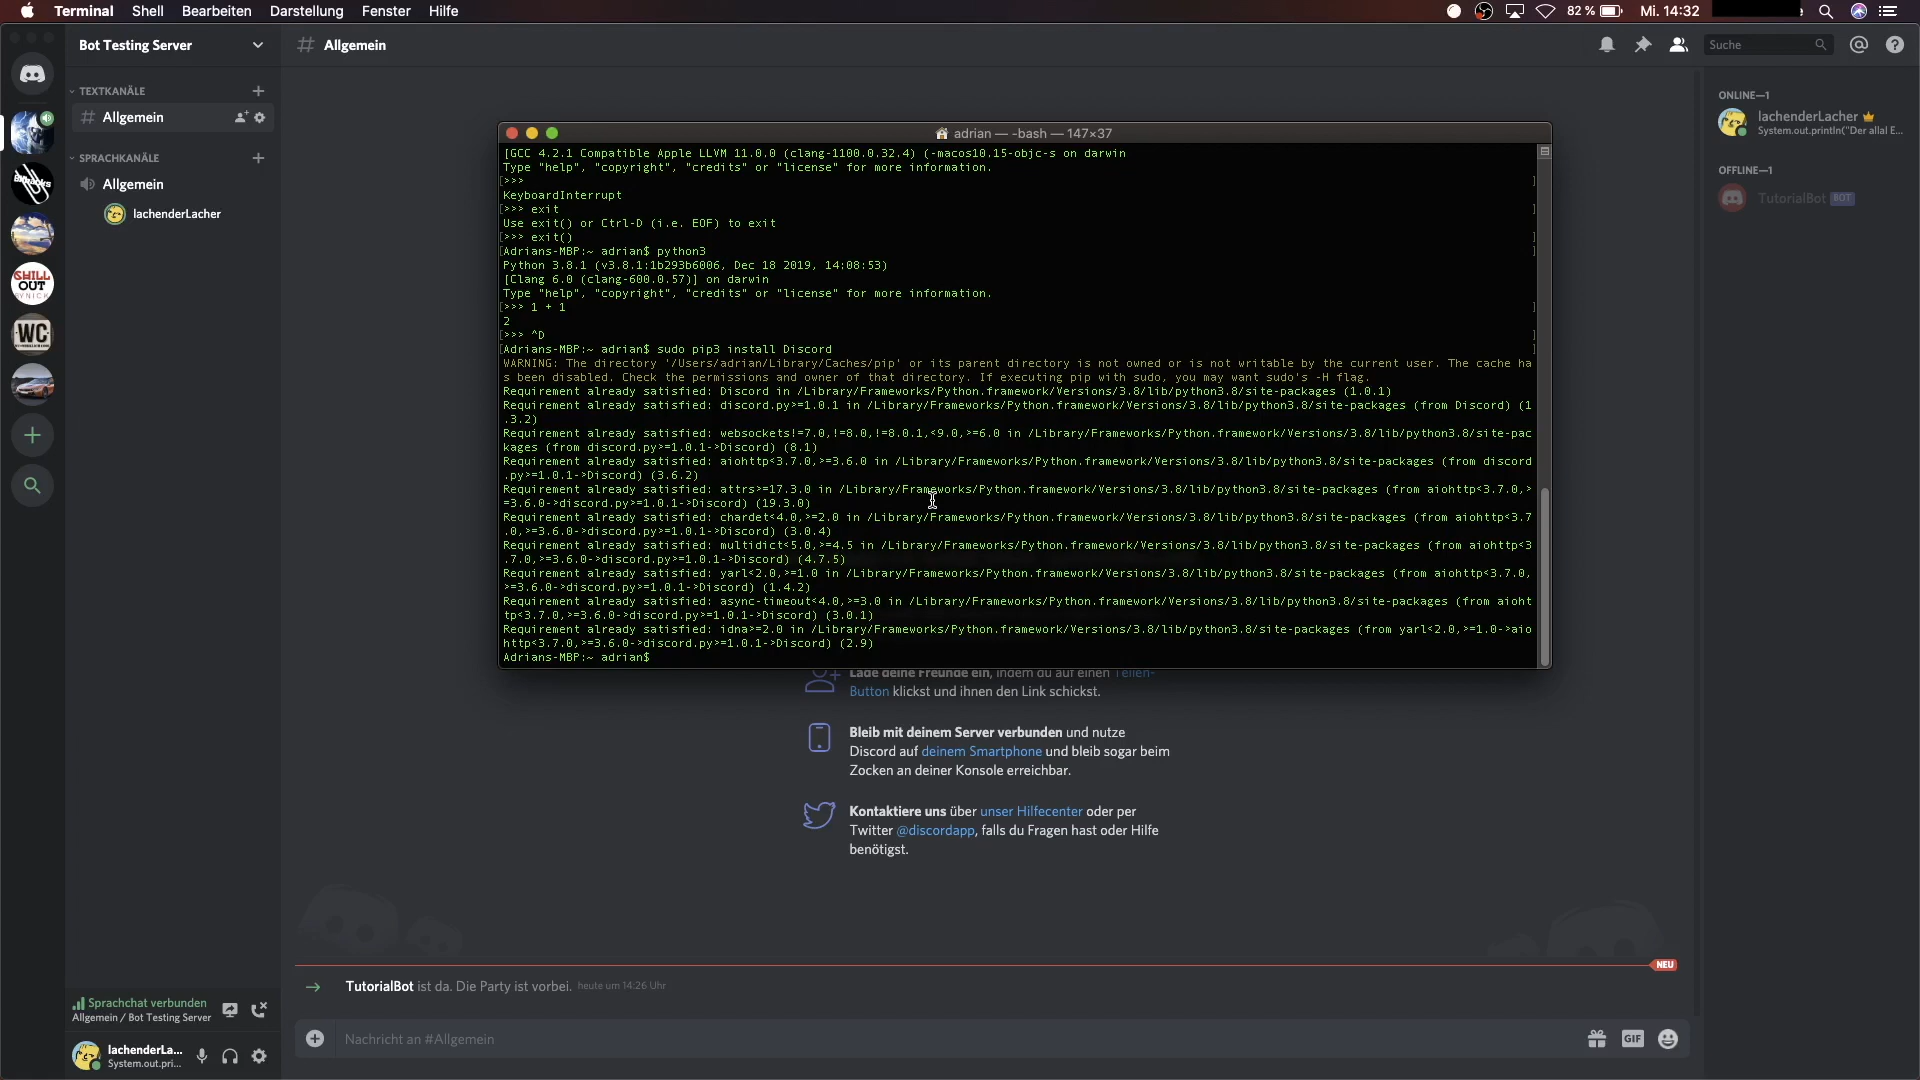 Terminal Shell Bearbeiten Darstellung Fenster Hilfe
82 % Mi. 14:32
Bot Testing Server
# Allgemein
Suche
TEXTKANÄLE
# Allgemein
SPRACHKANÄLE
Allgemein
lachenderLacher
SHILL
OUT
BY NICK
WC
adrian — -bash — 147×37
[GCC 4.2.1 Compatible Apple LLVM 11.0.0 (clang-1100.0.32.4) (-macos10.15-objc-s on darwin
Type "help", "copyright", "credits" or "license" for more information.
[>>> ]
KeyboardInterrupt
[>>> exit ]
Use exit() or Ctrl-D (i.e. EOF) to exit
[>>> exit() ]
[Adrians-MBP:~ adrian$ python3 ]
Python 3.8.1 (v3.8.1:1b293b6006, Dec 18 2019, 14:08:53)
[Clang 6.0 (clang-600.0.57)] on darwin
Type "help", "copyright", "credits" or "license" for more information.
[>>> 1 + 1 ]
2
[>>> ^D ]
[Adrians-MBP:~ adrian$ sudo pip3 install Discord ]
WARNING: The directory '/Users/adrian/Library/Caches/pip' or its parent directory is not owned or is not writable by the current user. The cache ha
s been disabled. Check the permissions and owner of that directory. If executing pip with sudo, you may want sudo's -H flag.
Requirement already satisfied: Discord in /Library/Frameworks/Python.framework/Versions/3.8/lib/python3.8/site-packages (1.0.1)
Requirement already satisfied: discord.py>=1.0.1 in /Library/Frameworks/Python.framework/Versions/3.8/lib/python3.8/site-packages (from Discord) (1
.3.2)
Requirement already satisfied: websockets!=7.0,!=8.0,!=8.0.1,<9.0,>=6.0 in /Library/Frameworks/Python.framework/Versions/3.8/lib/python3.8/site-pac
kages (from discord.py>=1.0.1->Discord) (8.1)
Requirement already satisfied: aiohttp<3.7.0,>=3.6.0 in /Library/Frameworks/Python.framework/Versions/3.8/lib/python3.8/site-packages (from discord
.py>=1.0.1->Discord) (3.6.2)
Requirement already satisfied: attrs>=17.3.0 in /Library/Frameworks/Python.framework/Versions/3.8/lib/python3.8/site-packages (from aiohttp<3.7.0,>
=3.6.0->discord.py>=1.0.1->Discord) (19.3.0)
Requirement already satisfied: chardet<4.0,>=2.0 in /Library/Frameworks/Python.framework/Versions/3.8/lib/python3.8/site-packages (from aiohttp<3.7
.0,>=3.6.0->discord.py>=1.0.1->Discord) (3.0.4)
Requirement already satisfied: multidict<5.0,>=4.5 in /Library/Frameworks/Python.framework/Versions/3.8/lib/python3.8/site-packages (from aiohttp<3
.7.0,>=3.6.0->discord.py>=1.0.1->Discord) (4.7.5)
Requirement already satisfied: yarl<2.0,>=1.0 in /Library/Frameworks/Python.framework/Versions/3.8/lib/python3.8/site-packages (from aiohttp<3.7.0,
>=3.6.0->discord.py>=1.0.1->Discord) (1.4.2)
Requirement already satisfied: async-timeout<4.0,>=3.0 in /Library/Frameworks/Python.framework/Versions/3.8/lib/python3.8/site-packages (from aioht
tp<3.7.0,>=3.6.0->discord.py>=1.0.1->Discord) (3.0.1)
Requirement already satisfied: idna>=2.0 in /Library/Frameworks/Python.framework/Versions/3.8/lib/python3.8/site-packages (from yarl<2.0,>=1.0->aio
http<3.7.0,>=3.6.0->discord.py>=1.0.1->Discord) (2.9)
Adrians-MBP:~ adrian$
Lade deine Freunde ein, indem du auf einen Teilen-
Button klickst und ihnen den Link schickst.
Bleib mit deinem Server verbunden und nutze
Discord auf deinem Smartphone und bleib sogar beim
Zocken an deiner Konsole erreichbar.
Kontaktiere uns über unser Hilfecenter oder per
Twitter @discordapp, falls du Fragen hast oder Hilfe
benötigst.
NEU
TutorialBot ist da. Die Party ist vorbei. heute um 14:26 Uhr
Nachricht an #Allgemein
GIF
ONLINE—1
lachenderLacher
System.out.println("Der allal E...
OFFLINE—1
TutorialBot BOT
Sprachchat verbunden
Allgemein / Bot Testing Server
lachenderLa...
System.out.pri...